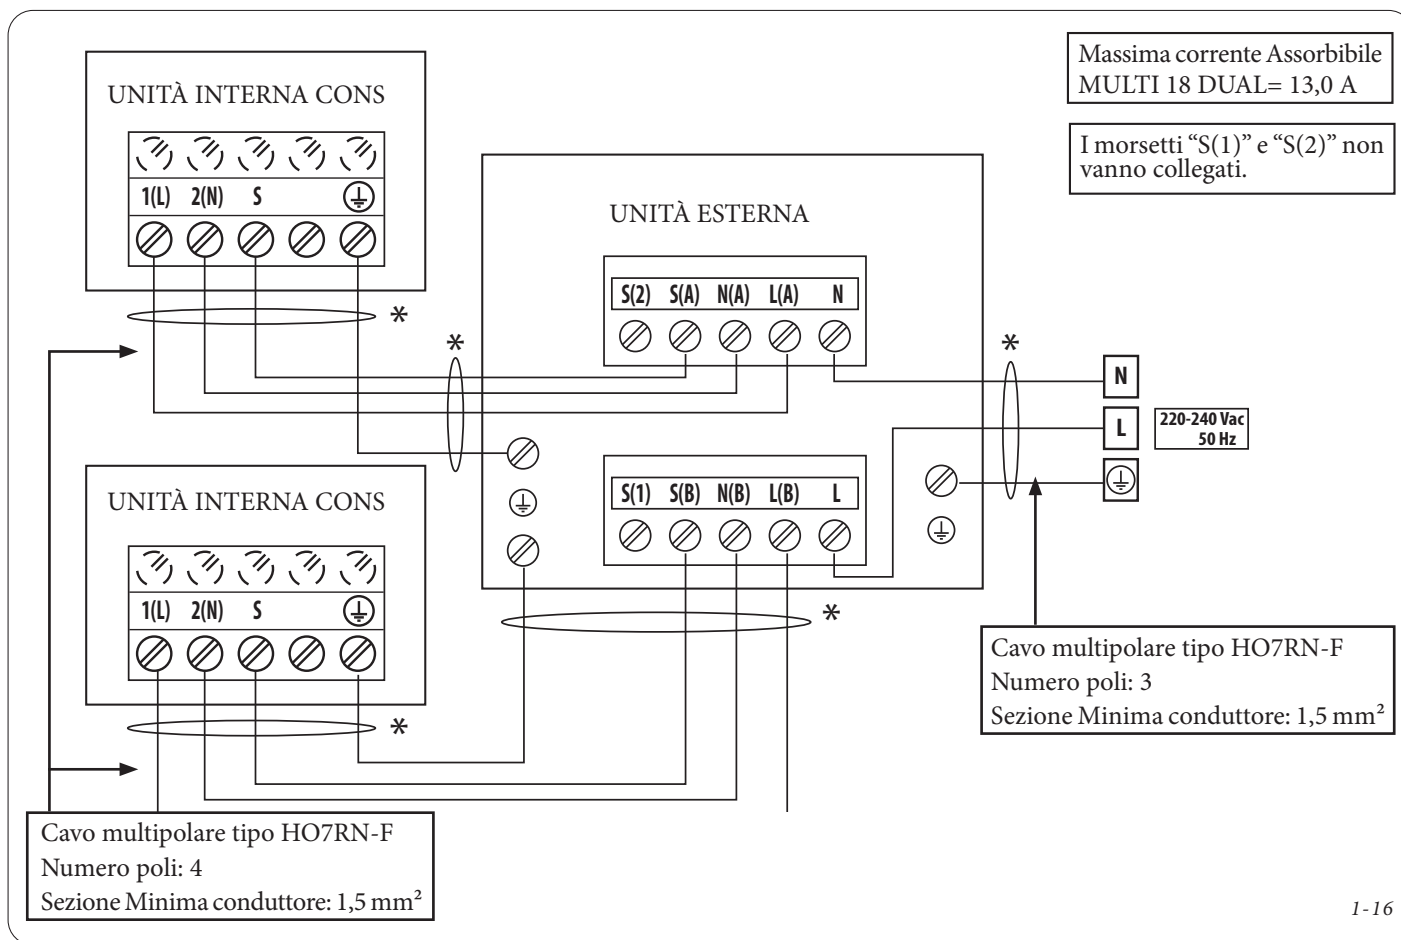 Massima corrente Assorbibile
MULTI 18 DUAL= 13,0 A
I morsetti “S(1)” e “S(2)” non
vanno collegati.
UNITÀ INTERNA CONS
1(L) 2(N) S
*
UNITÀ ESTERNA
S(2) S(A) N(A) L(A) N
*
*
N
L
220-240 Vac
50 Hz
S(1) S(B) N(B) L(B) L
*
UNITÀ INTERNA CONS
1(L) 2(N) S
*
Cavo multipolare tipo HO7RN-F
Numero poli: 3
Sezione Minima conduttore: 1,5 mm²
Cavo multipolare tipo HO7RN-F
Numero poli: 4
Sezione Minima conduttore: 1,5 mm²
1-16